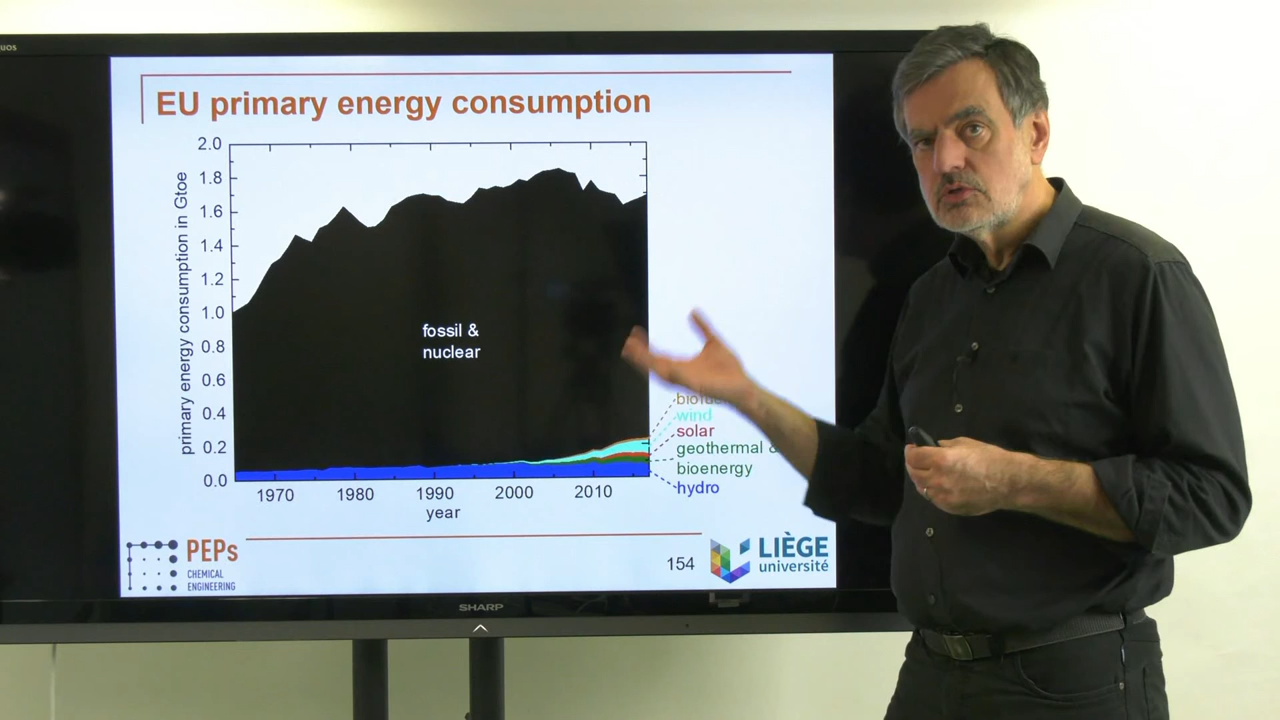 EU primary energy consumption
primary energy consumption in Gtoe
2.0
1.8
1.6
1.4
1.2
1.0
0.8
0.6
0.4
0.2
0.0
fossil &
nuclear
wind
solar
geothermal &
bioenergy
hydro
1970 1980 1990 2000 2010
year
PEPs
CHEMICAL
ENGINEERING
154
LIÈGE
université
SHARP